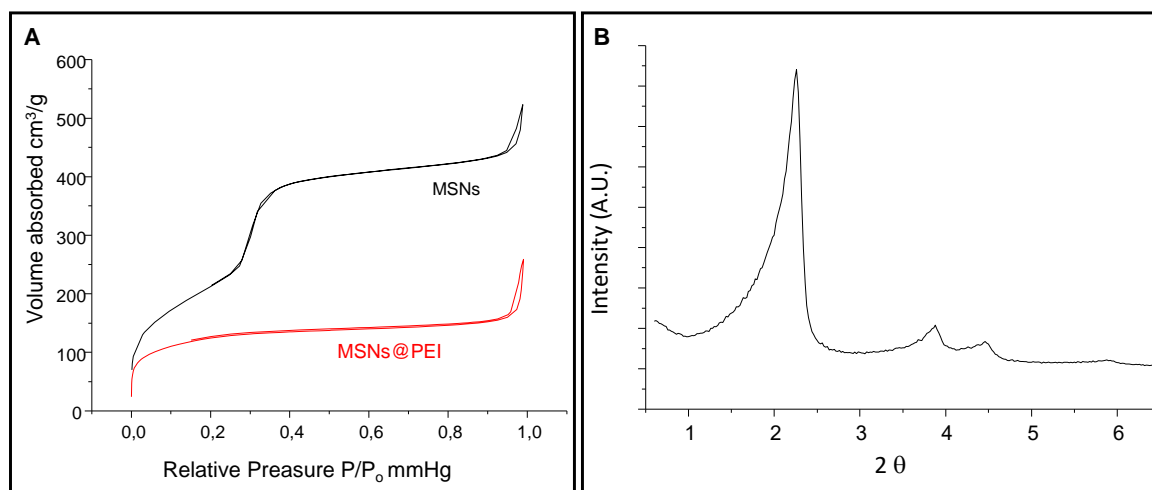 A
Volume absorbed cm³/g
600
500
400
300
200
100
0
MSNs
MSNs@PEI
0,0 0,2 0,4 0,6 0,8 1,0
Relative Preasure P/Pₒ mmHg
B
Intensity (A.U.)
1 2 3 4 5 6
2 θ